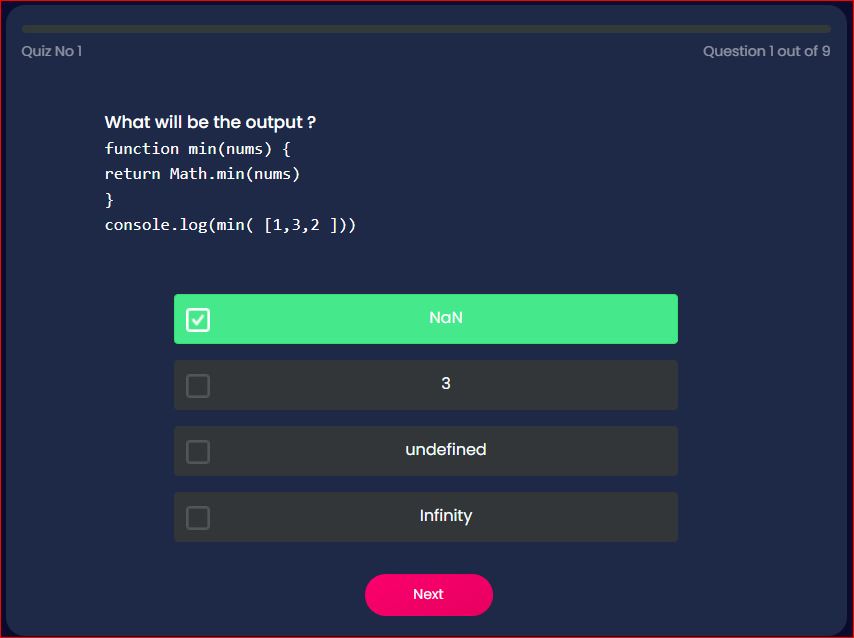 Quiz No 1
Question 1 out of 9
What will be the output ?
function min(nums) {
return Math.min(nums)
}
console.log(min( [1,3,2 ]))
NaN
3
undefined
Infinity
Next